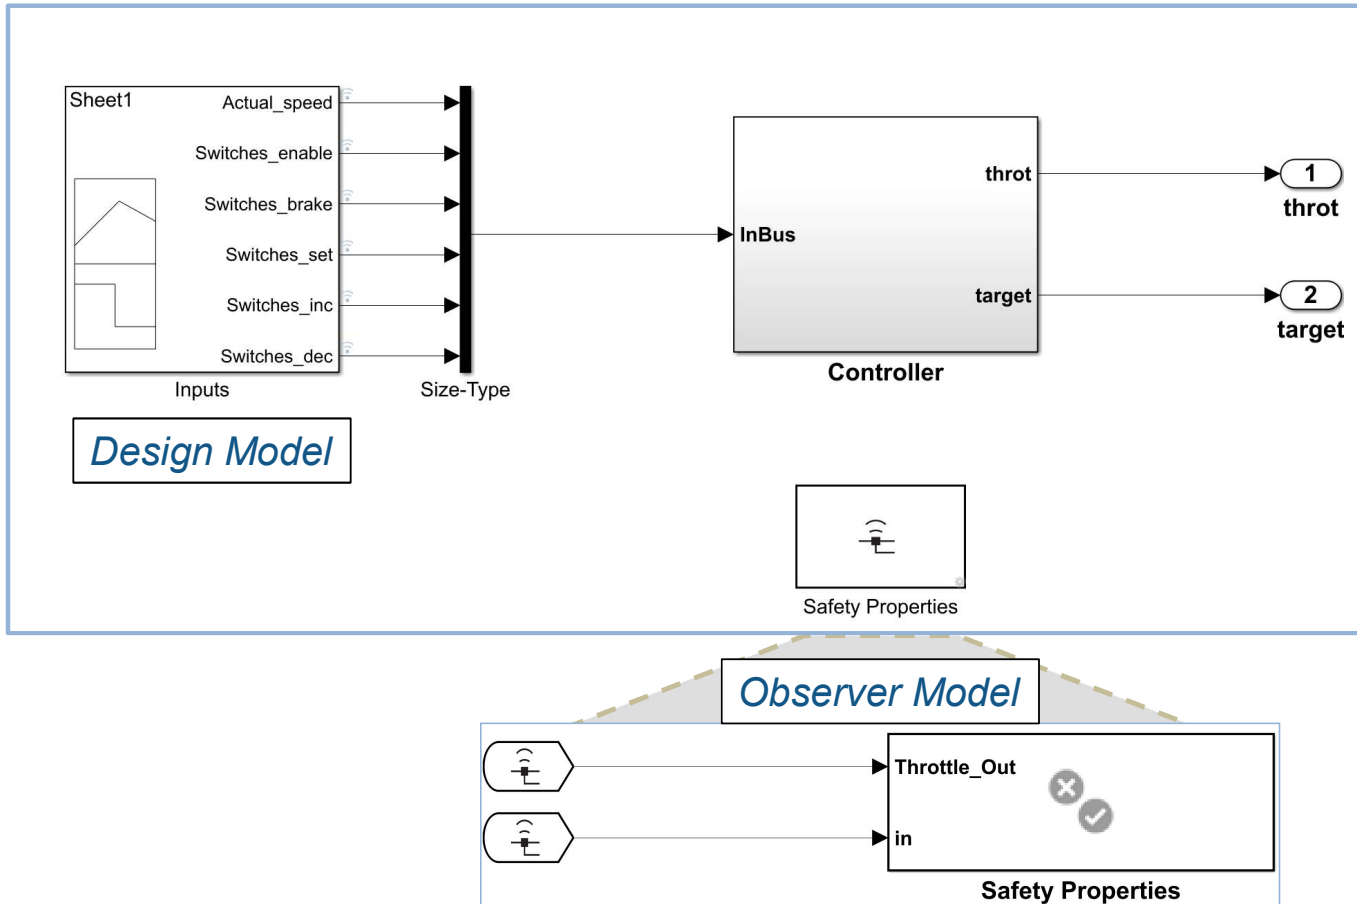 Sheet1
Actual_speed
Switches_enable
Switches_brake
Switches_set
Switches_inc
Switches_dec
Inputs
Size-Type
InBus
throt
target
Controller
1
throt
2
target
Design Model
Safety Properties
Observer Model
Throttle_Out
in
Safety Properties